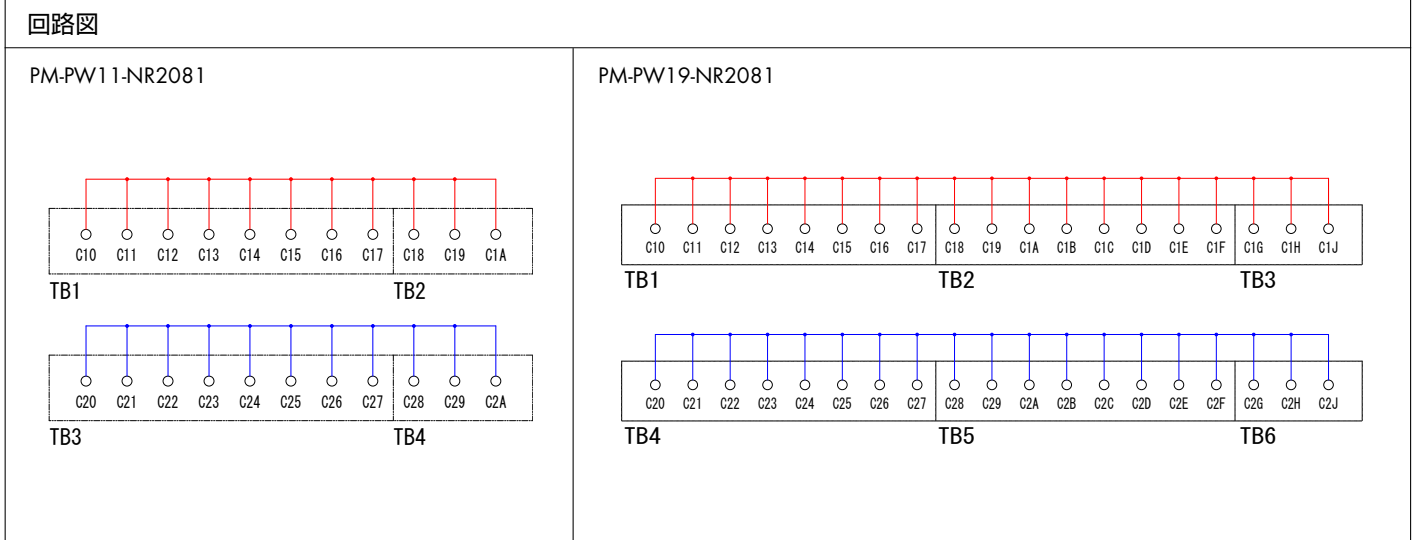 回路図
PM-PW11-NR2081
C10 C11 C12 C13 C14 C15 C16 C17 C18 C19 C1A
TB1 TB2
C20 C21 C22 C23 C24 C25 C26 C27 C28 C29 C2A
TB3 TB4
PM-PW19-NR2081
C10 C11 C12 C13 C14 C15 C16 C17 C18 C19 C1A C1B C1C C1D C1E C1F C1G C1H C1J
TB1 TB2 TB3
C20 C21 C22 C23 C24 C25 C26 C27 C28 C29 C2A C2B C2C C2D C2E C2F C2G C2H C2J
TB4 TB5 TB6